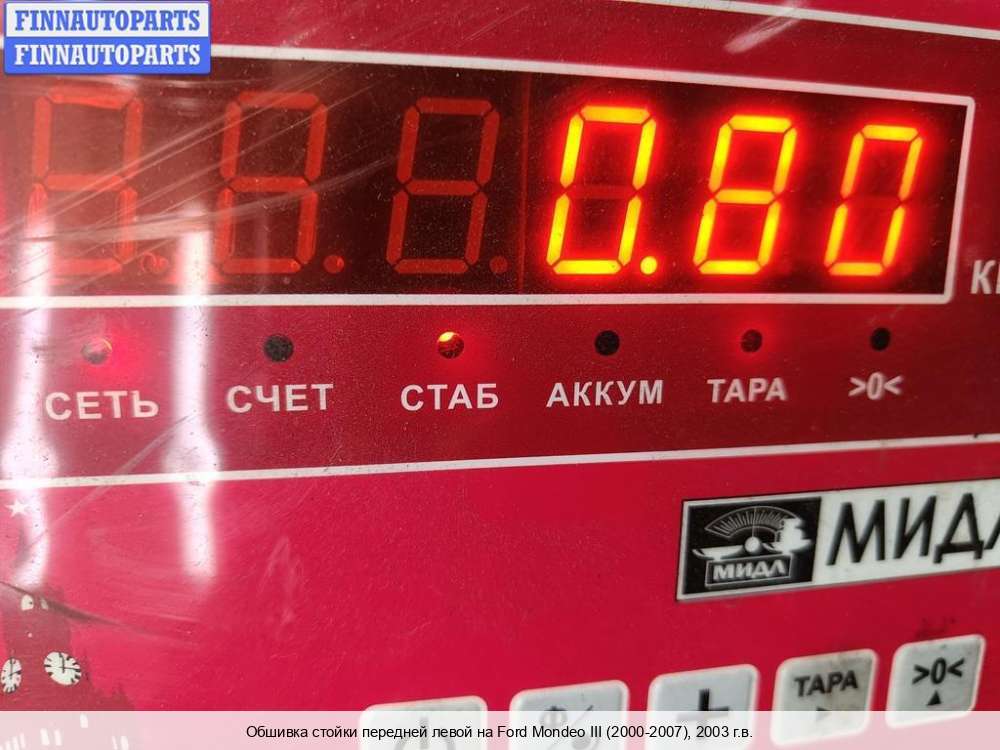 FINNAUTOPARTS
FINNAUTOPARTS
0.80
СЕТЬ СЧЕТ СТАБ АККУМ ТАРА >0<
МИДЛ
МИДЛ
ТАРА >0<
Обшивка стойки передней левой на Ford Mondeo III (2000-2007), 2003 г.в.